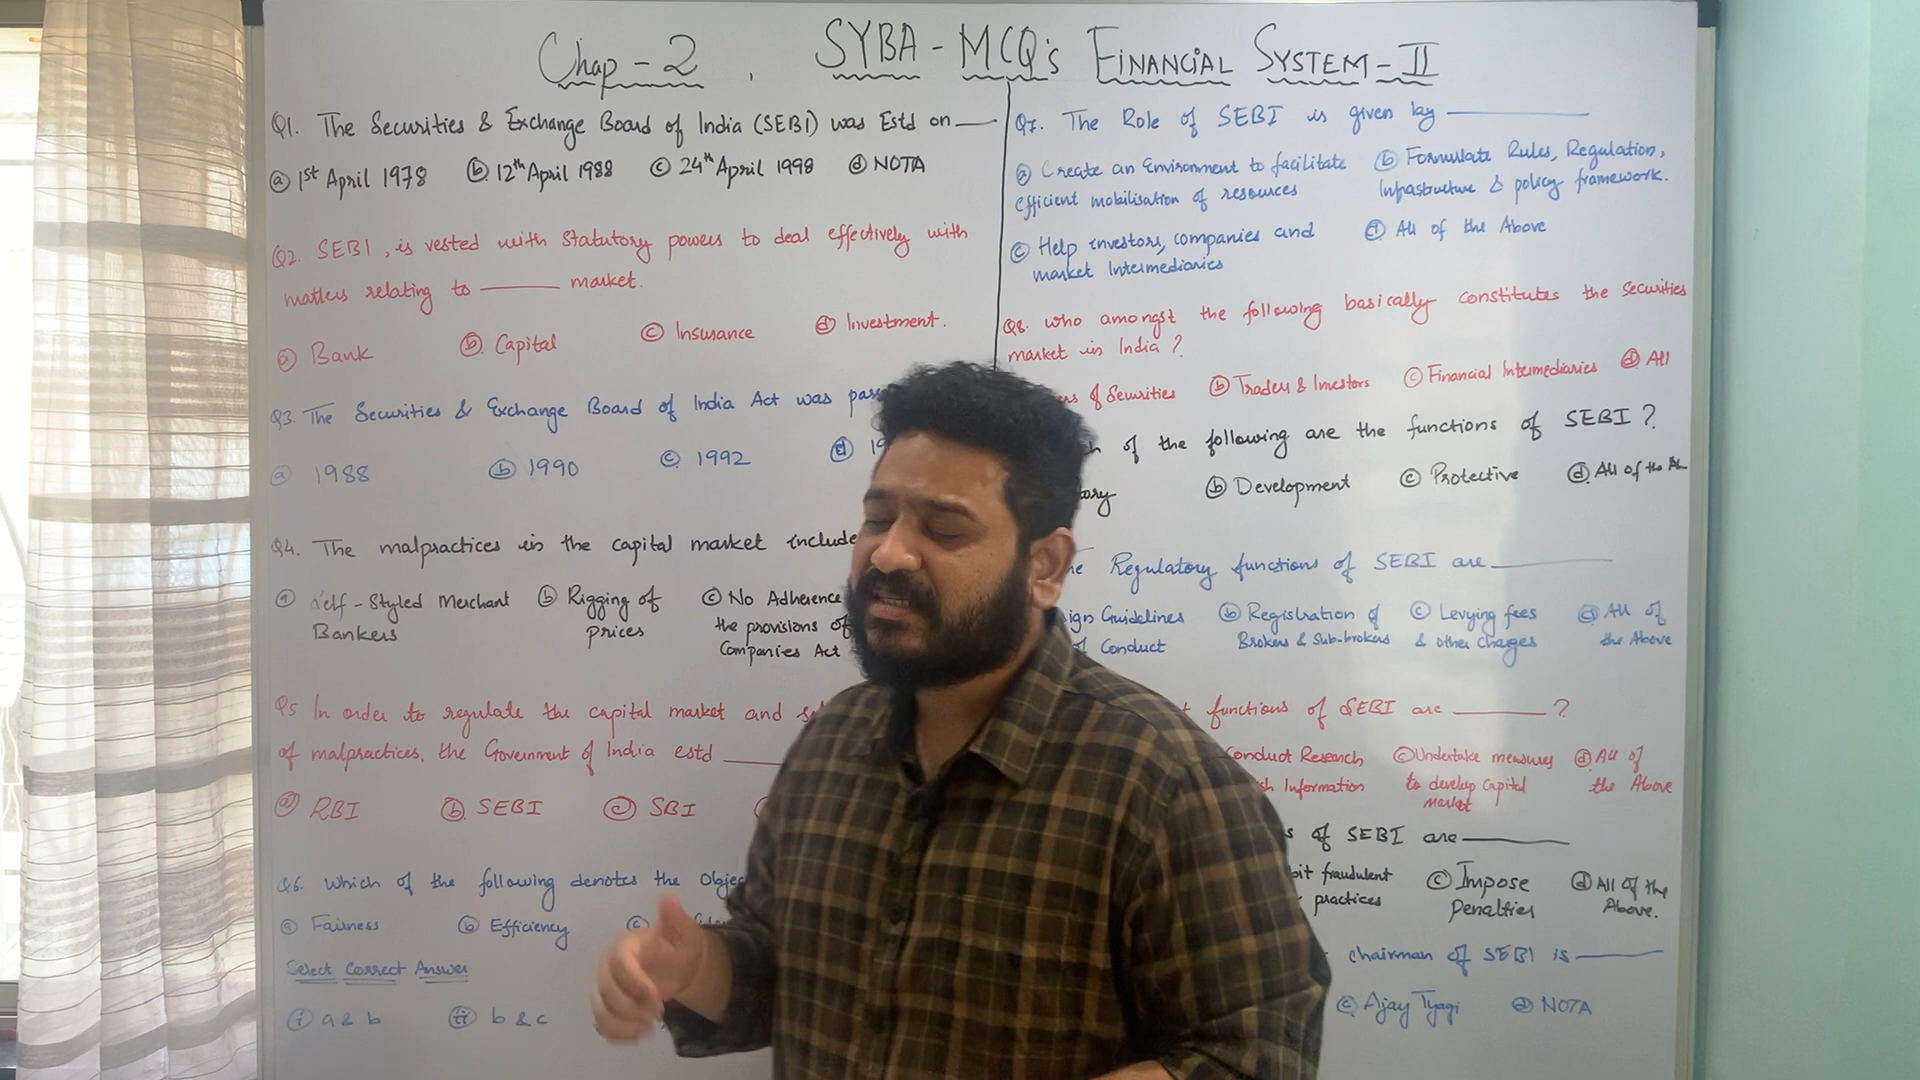 Chap - 2 , SYBA - MCQ's FINANCIAL SYSTEM - II
Q1. The Securities & Exchange Board of India (SEBI) was Estd on ___
(a) 1st April 1978 (b) 12th April 1988 (c) 24th April 1998 (d) NOTA
Q2. SEBI, is vested with statutory powers to deal effectively with
matters relating to ___ market.
(a) Bank (b) Capital (c) Insurance (d) Investment.
Q3. The Securities & Exchange Board of India Act was
(a) 1988 (b) 1990 (c) 1992 (d)
Q4. The malpractices in the capital market include
(a) Self-Styled Merchant (b) Rigging of (c) No Adherence
Bankers prices the provisions of
Companies Act
Q5 In order to regulate the capital market and
of malpractices, the Government of India estd ___
(a) RBI (b) SEBI (c) SBI
Q6. Which of the following denotes the
(a) Fairness (b) Efficiency (c)
Select Correct Answer
(i) a & b (ii) b & c
Q7. The Role of SEBI is given by ___
(a) Create an Environment to facilitate (b) Formulate Rules, Regulation,
efficient mobilisation of resources Infrastructure & policy framework.
(c) Help investors, companies and (d) All of the Above
market Intermediaries
Q8. who amongst the following basically constitutes the Securities
market in India ?
of Securities (b) Traders & Investors (c) Financial Intermediaries (d) All
of the following are the functions of SEBI ?
(b) Development (c) Protective (d) All of the
Regulatory functions of SEBI are ___
Guidelines (b) Registration of (c) Levying fees (d) All of
of Conduct Brokers & Sub-brokers & other charges the Above
functions of SEBI are ___ ?
Conduct Research (c) Undertake measures (d) All of
Information to develop Capital the Above
market
of SEBI are ___
fraudulent (c) Impose (d) All of the
practices Penalties Above.
chairman of SEBI is ___
(c) Ajay Tyagi (d) NOTA